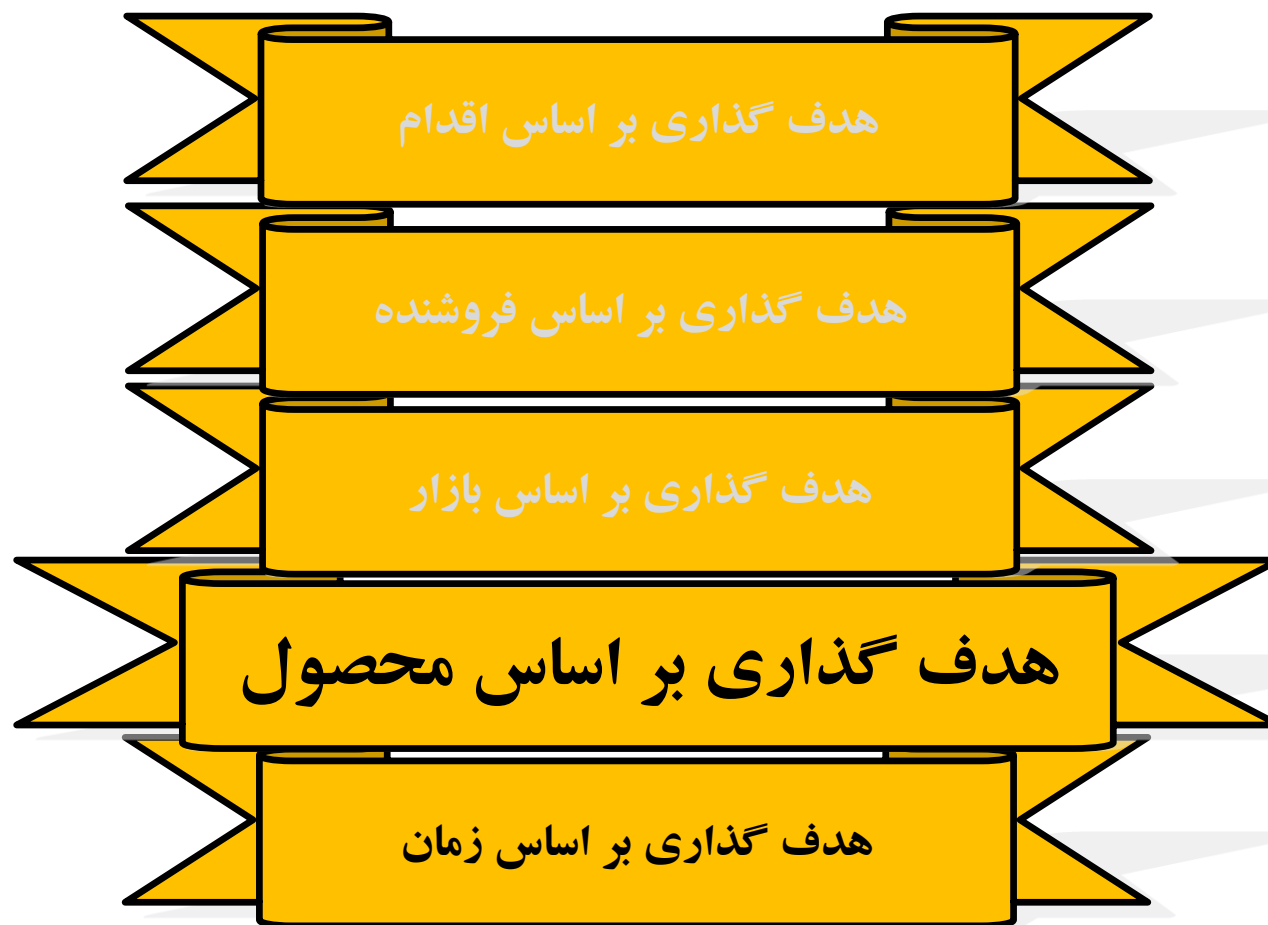 هدف گذاری بر اساس اقدام
هدف گذاری بر اساس فروشنده
هدف گذاری بر اساس بازار
هدف گذاری بر اساس محصول
هدف گذاری بر اساس زمان